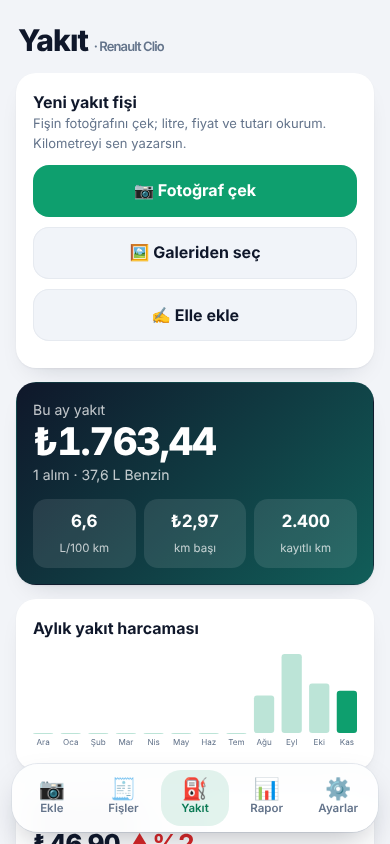 Yakıt · Renault Clio
Yeni yakıt fişi
Fişin fotoğrafını çek; litre, fiyat ve tutarı okurum.
Kilometreyi sen yazarsın.
📷 Fotoğraf çek
🖼️ Galeriden seç
✍️ Elle ekle
Bu ay yakıt
₺1.763,44
1 alım · 37,6 L Benzin
6,6 ₺2,97 2.400
L/100 km km başı kayıtlı km
Aylık yakıt harcaması
Ara Oca Şub Mar Nis May Haz Tem Ağu Eyl Eki Kas
Ekle Fişler Yakıt Rapor Ayarlar
₺46,90 ▲%2